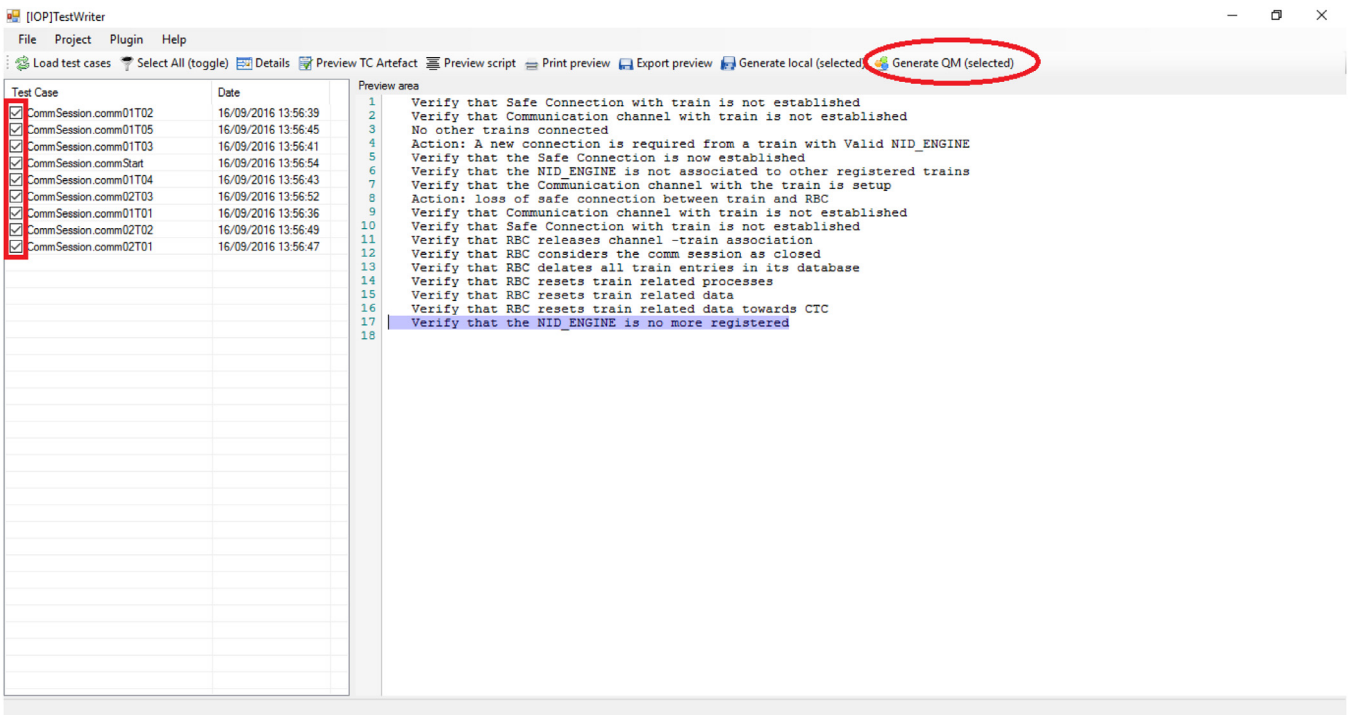 [IOP]TestWriter
File Project Plugin Help
Load test cases Select All (toggle) Details Preview TC Artefact Preview script Print preview Export preview Generate local (selected) Generate QM (selected)
Test Case Date
CommSession.comm01T02 16/09/2016 13:56:39
CommSession.comm01T05 16/09/2016 13:56:45
CommSession.comm01T03 16/09/2016 13:56:41
CommSession.commStart 16/09/2016 13:56:54
CommSession.comm01T04 16/09/2016 13:56:43
CommSession.comm02T03 16/09/2016 13:56:52
CommSession.comm01T01 16/09/2016 13:56:36
CommSession.comm02T02 16/09/2016 13:56:49
CommSession.comm02T01 16/09/2016 13:56:47
Preview area
1 Verify that Safe Connection with train is not established
2 Verify that Communication channel with train is not established
3 No other trains connected
4 Action: A new connection is required from a train with Valid NID_ENGINE
5 Verify that the Safe Connection is now established
6 Verify that the NID_ENGINE is not associated to other registered trains
7 Verify that the Communication channel with the train is setup
8 Action: loss of safe connection between train and RBC
9 Verify that Communication channel with train is not established
10 Verify that Safe Connection with train is not established
11 Verify that RBC releases channel -train association
12 Verify that RBC considers the comm session as closed
13 Verify that RBC delates all train entries in its database
14 Verify that RBC resets train related processes
15 Verify that RBC resets train related data
16 Verify that RBC resets train related data towards CTC
17 Verify that the NID_ENGINE is no more registered
18